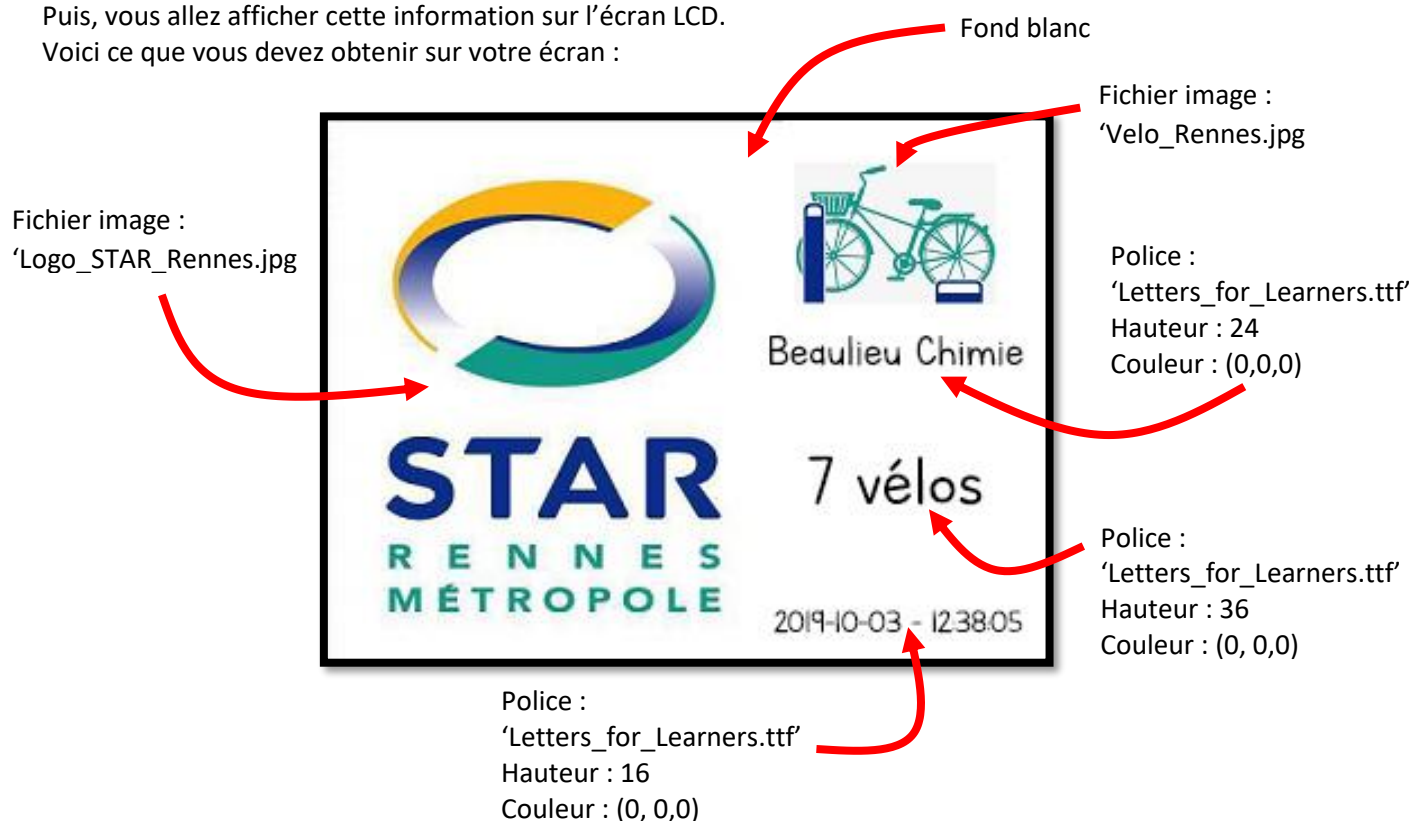 Puis, vous allez afficher cette information sur l’écran LCD.
Voici ce que vous devez obtenir sur votre écran :
Fond blanc
Fichier image :
‘Velo_Rennes.jpg
Fichier image :
‘Logo_STAR_Rennes.jpg
Police :
‘Letters_for_Learners.ttf’
Hauteur : 24
Couleur : (0,0,0)
Beaulieu Chimie
STAR
RENNES
MÉTROPOLE
7 vélos
2019-10-03 - 12:38:05
Police :
‘Letters_for_Learners.ttf’
Hauteur : 36
Couleur : (0, 0,0)
Police :
‘Letters_for_Learners.ttf’
Hauteur : 16
Couleur : (0, 0,0)